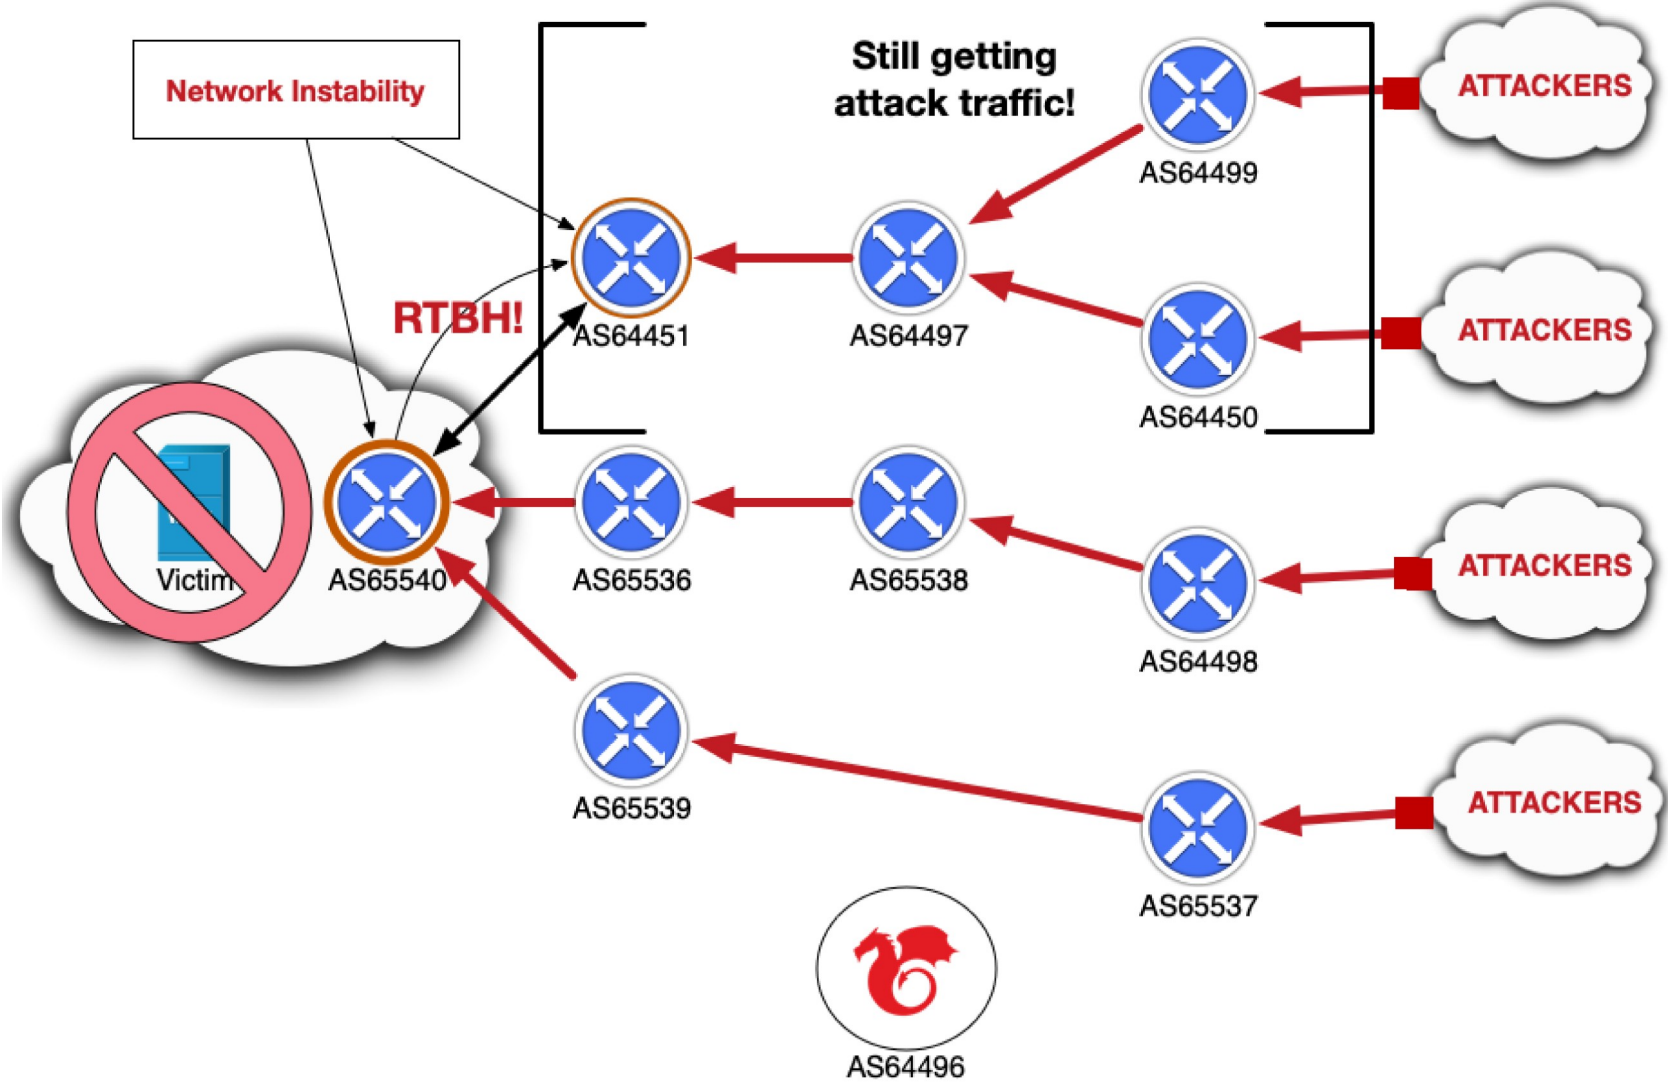 Network Instability
Still getting
attack traffic!
ATTACKERS
AS64499
RTBH!
AS64451
AS64497
ATTACKERS
AS64450
Victim
AS65540
AS65536
AS65538
ATTACKERS
AS64498
AS65539
ATTACKERS
AS65537
AS64496